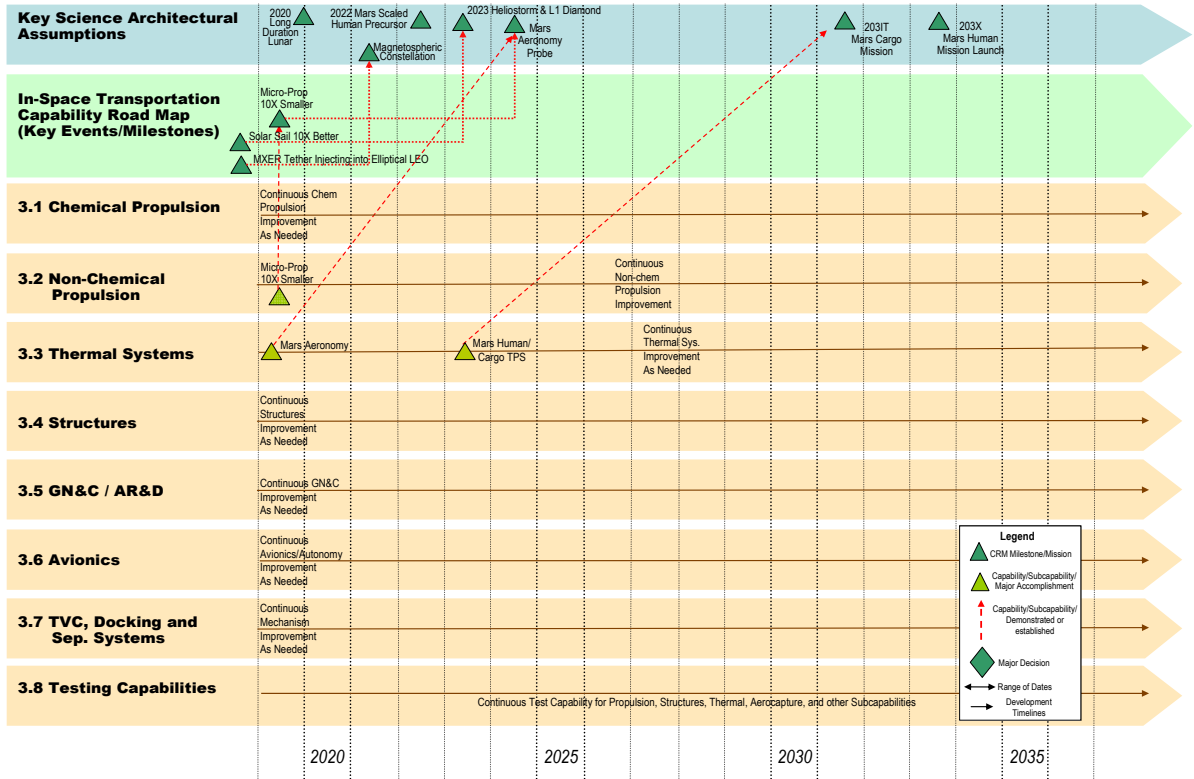 Key Science Architectural
Assumptions
2020
Long
Duration
Lunar
2022 Mars Scaled
Human Precursor
Magnetospheric
Constellation
2023 Heliostorm & L1 Diamond
Mars
Aeronomy
Probe
203IT
Mars Cargo
Mission
203X
Mars Human
Mission Launch
In-Space Transportation
Capability Road Map
(Key Events/Milestones)
Micro-Prop
10X Smaller
Solar Sail 10X Better
MXER Tether Injecting into Elliptical LEO
3.1 Chemical Propulsion
Continuous Chem
Propulsion
Improvement
As Needed
3.2 Non-Chemical
Propulsion
Micro-Prop
10X Smaller
Continuous
Non-chem
Propulsion
Improvement
3.3 Thermal Systems
Mars Aeronomy
Mars Human/
Cargo TPS
Continuous
Thermal Sys.
Improvement
As Needed
3.4 Structures
Continuous
Structures
Improvement
As Needed
3.5 GN&C / AR&D
Continuous GN&C
Improvement
As Needed
3.6 Avionics
Continuous
Avionics/Autonomy
Improvement
As Needed
3.7 TVC, Docking and
Sep. Systems
Continuous
Mechanism
Improvement
As Needed
3.8 Testing Capabilities
Continuous Test Capability for Propulsion, Structures, Thermal, Aerocapture, and other Subcapabilities
Legend
CRM Milestone/Mission
Capability/Subcapability/
Major Accomplishment
Capability/Subcapability/
Demonstrated or
established
Major Decision
Range of Dates
Development
Timelines
2020
2025
2030
2035